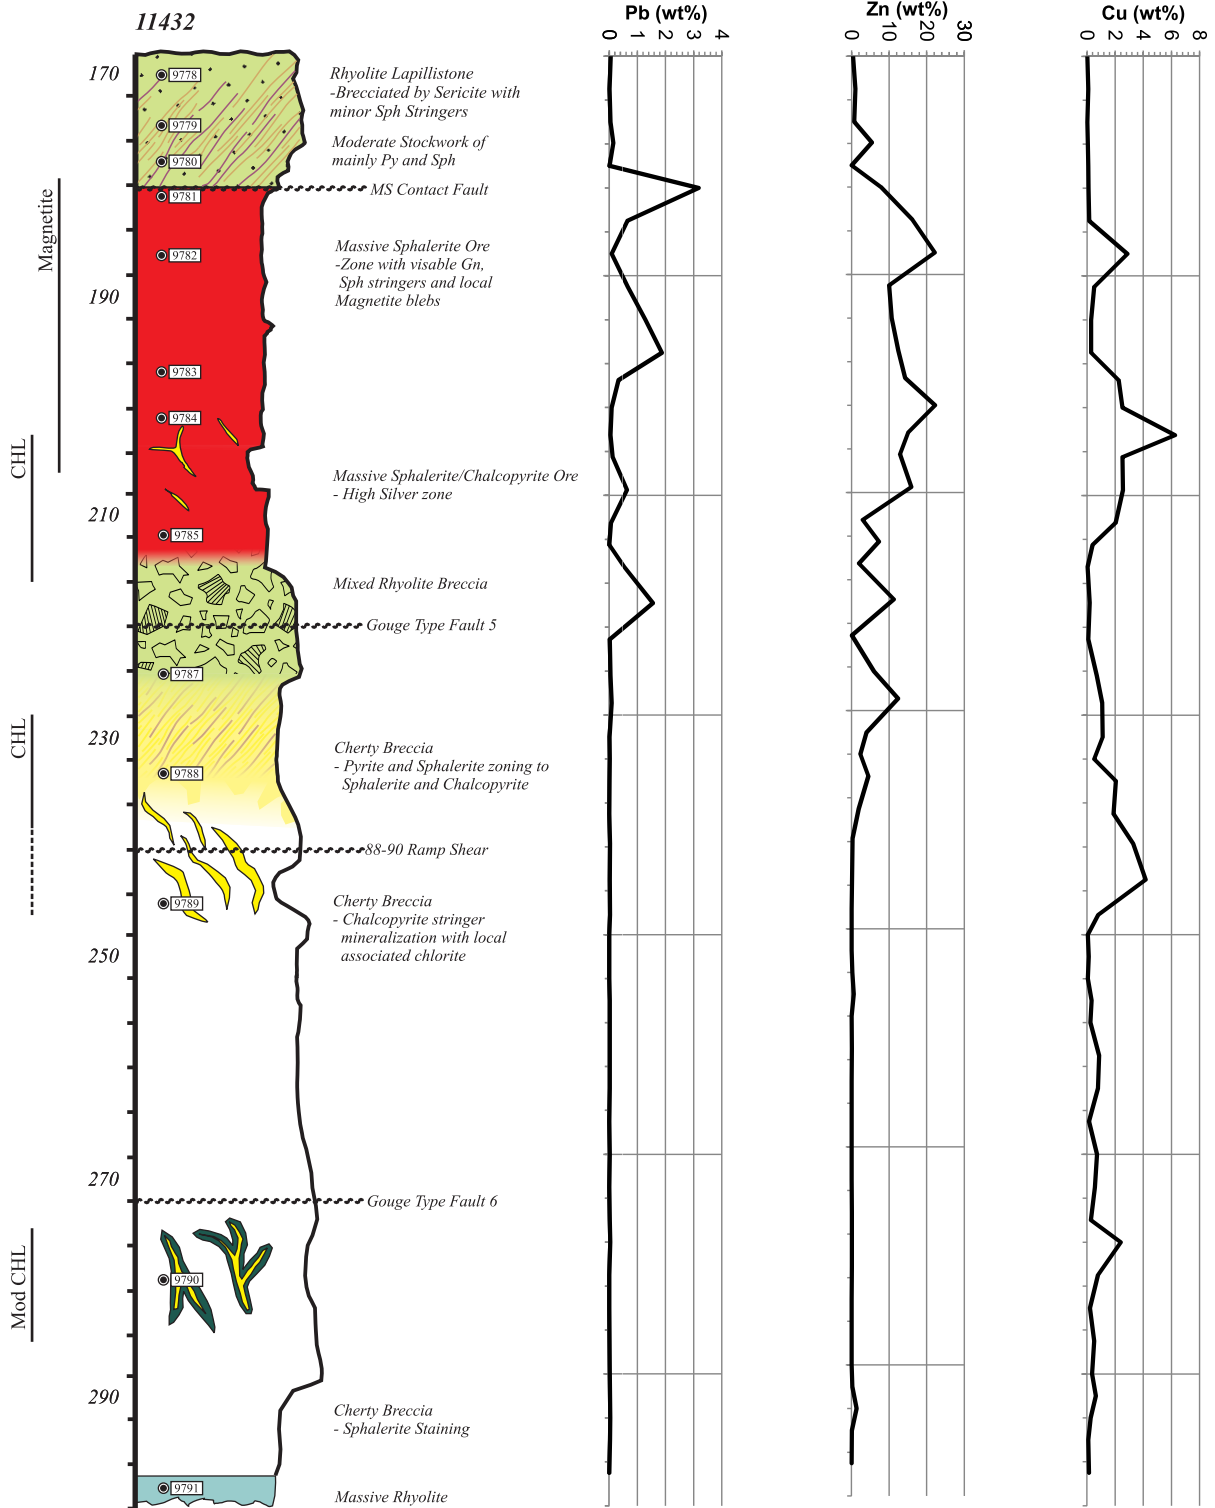 11432
Pb (wt%)
0 1 2 3 4
Zn (wt%)
0 10 20 30
Cu (wt%)
0 2 4 6 8
170
9778
Rhyolite Lapillistone
-Brecciated by Sericite with
minor Sph Stringers
9779
Moderate Stockwork of
mainly Py and Sph
9780
MS Contact Fault
9781
Magnetite
9782
Massive Sphalerite Ore
-Zone with visable Gn,
Sph stringers and local
Magnetite blebs
190
9783
9784
CHL
Massive Sphalerite/Chalcopyrite Ore
- High Silver zone
210
9785
Mixed Rhyolite Breccia
Gouge Type Fault 5
9787
CHL
230
Cherty Breccia
- Pyrite and Sphalerite zoning to
Sphalerite and Chalcopyrite
9788
88-90 Ramp Shear
9789
Cherty Breccia
- Chalcopyrite stringer
mineralization with local
associated chlorite
250
270
Gouge Type Fault 6
Mod CHL
9790
290
Cherty Breccia
- Sphalerite Staining
9791
Massive Rhyolite